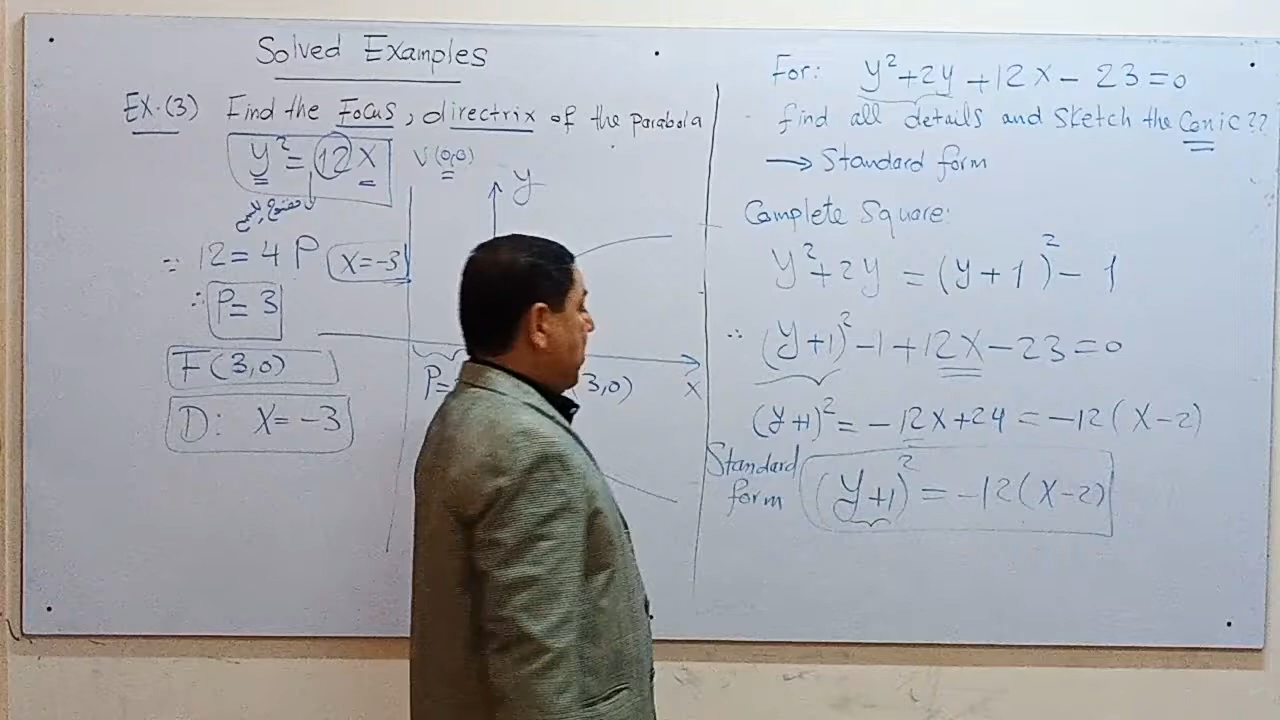 Solved Examples
EX.(3) Find the Focus, directrix of the parabola
y² = 12 x V(0,0)
مفتوح لليمين
y
∵ 12 = 4 P x=-3
∴ P= 3
F(3,0)
D: x= -3
P=
(3,0)
x
For: y²+2y+12x-23=0
find all details and sketch the Conic??
→ Standard form
Complete Square:
y²+2y = (y+1)²-1
∴ (y+1)²-1+12x-23=0
(y+1)² = -12x+24 = -12(x-2)
Standard form (y+1)² = -12(x-2)